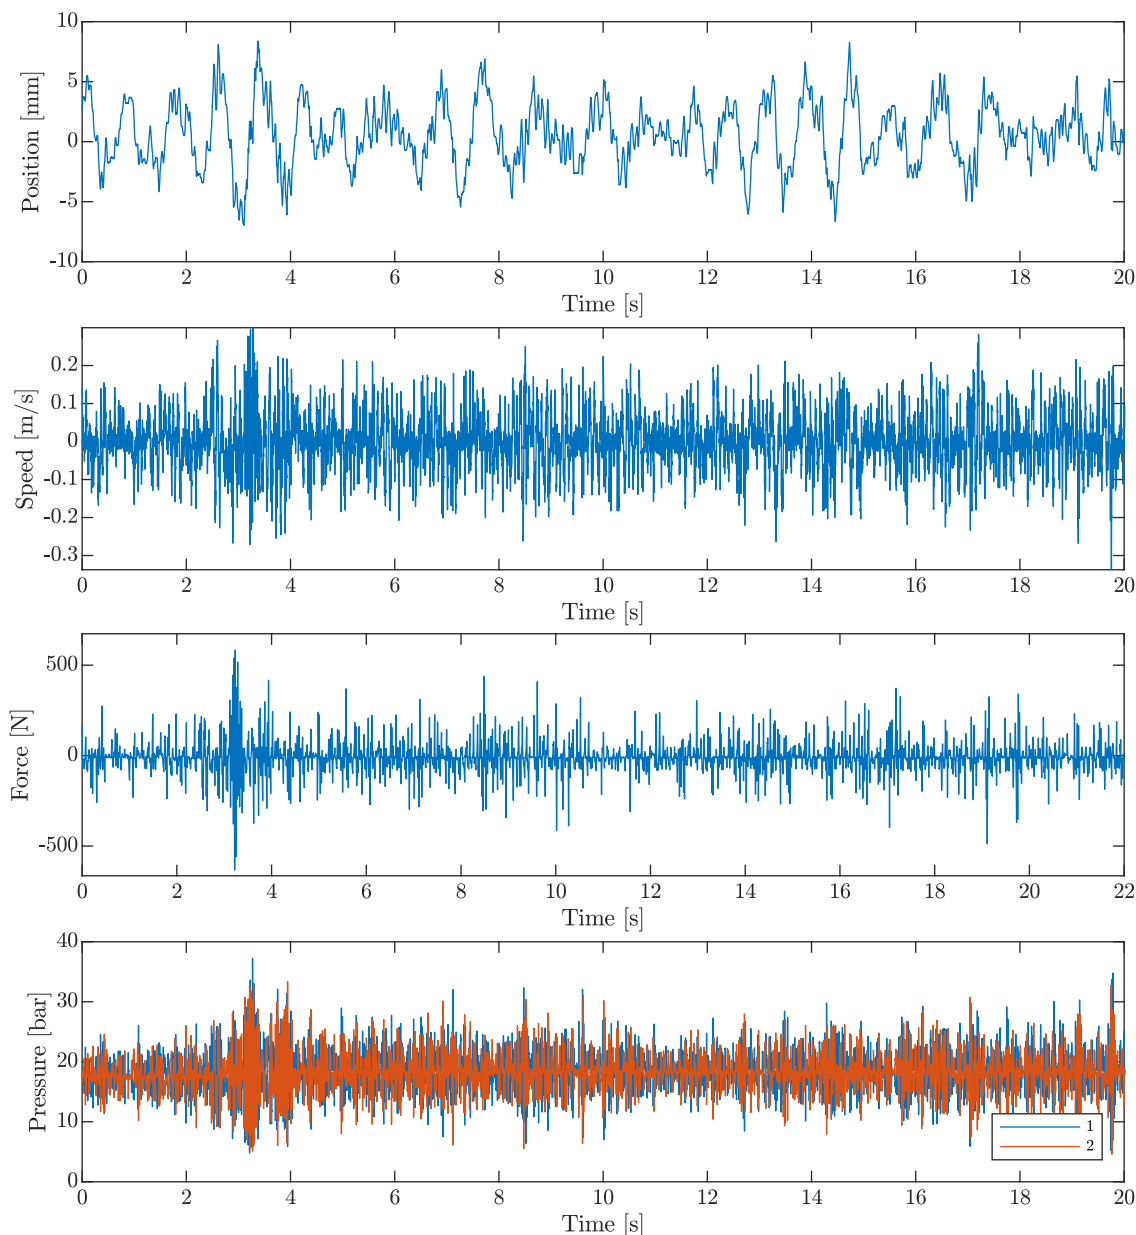 10
5
0
-5
-10
Position [mm]
0 2 4 6 8 10 12 14 16 18 20
Time [s]
0.2
0.1
0
-0.1
-0.2
-0.3
Speed [m/s]
0 2 4 6 8 10 12 14 16 18 20
Time [s]
500
0
-500
Force [N]
0 2 4 6 8 10 12 14 16 18 20 22
Time [s]
40
30
20
10
0
Pressure [bar]
1
2
0 2 4 6 8 10 12 14 16 18 20
Time [s]